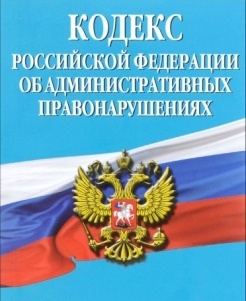 КОДЕКС
РОССИЙСКОЙ ФЕДЕРАЦИИ
ОБ АДМИНИСТРАТИВНЫХ
ПРАВОНАРУШЕНИЯХ